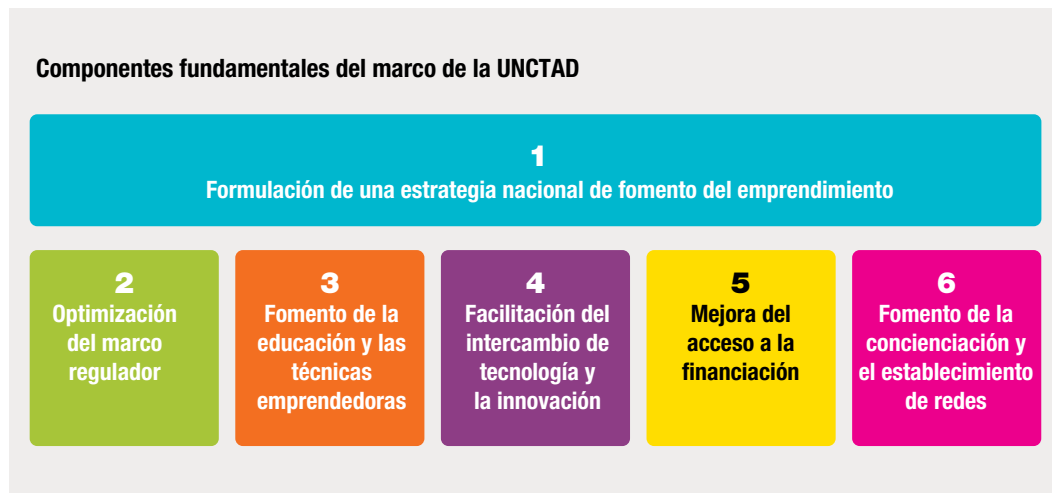 Componentes fundamentales del marco de la UNCTAD
1
Formulación de una estrategia nacional de fomento del emprendimiento
2
Optimización
del marco
regulador
3
Fomento de la
educación y las
técnicas
emprendedoras
4
Facilitación del
intercambio de
tecnología y
la innovación
5
Mejora del
acceso a la
financiación
6
Fomento de la
concienciación y
el establecimiento
de redes